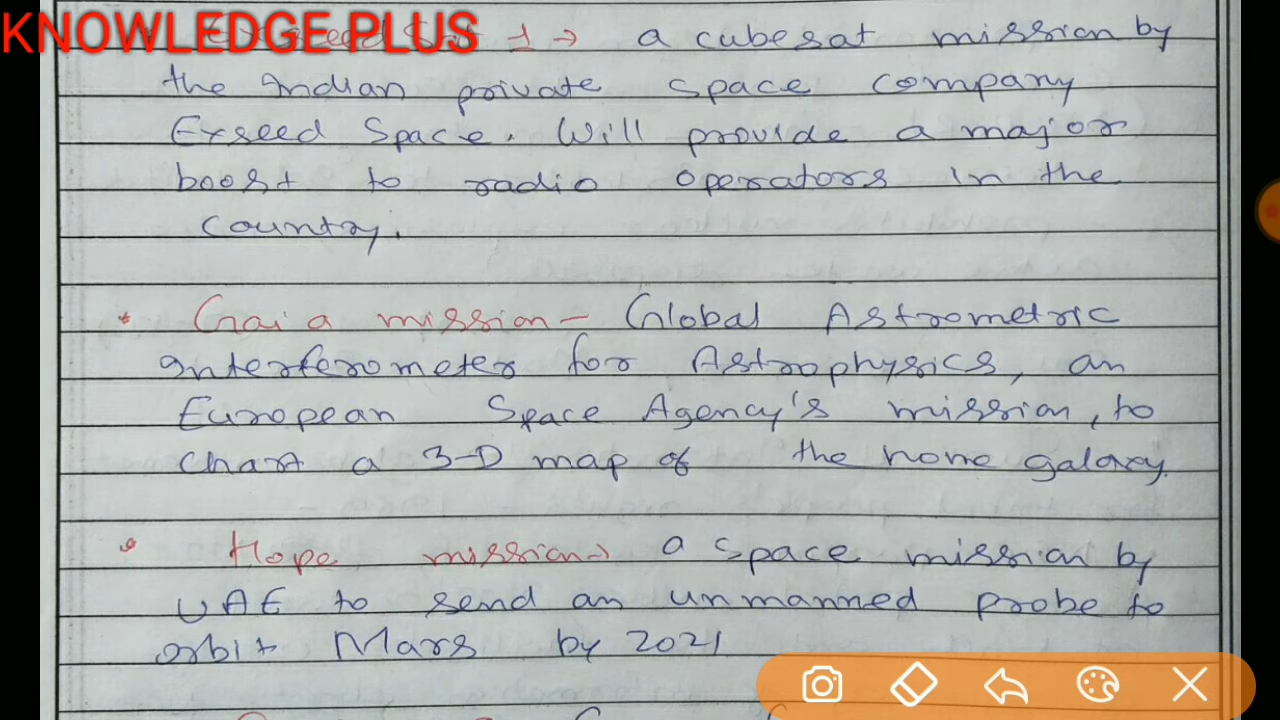 KNOWLEDGE PLUS
1 → a cubesat mission by
the Indian private space company
Exseed Space. Will provide a major
boost to radio operators in the
country.
* Gaia mission – Global Astrometric
Interferometer for Astrophysics, an
European Space Agency's mission, to
chart a 3-D map of the home galaxy.
Hope mission → a space mission by
UAE to send an unmanned probe to
orbit Mars by 2021